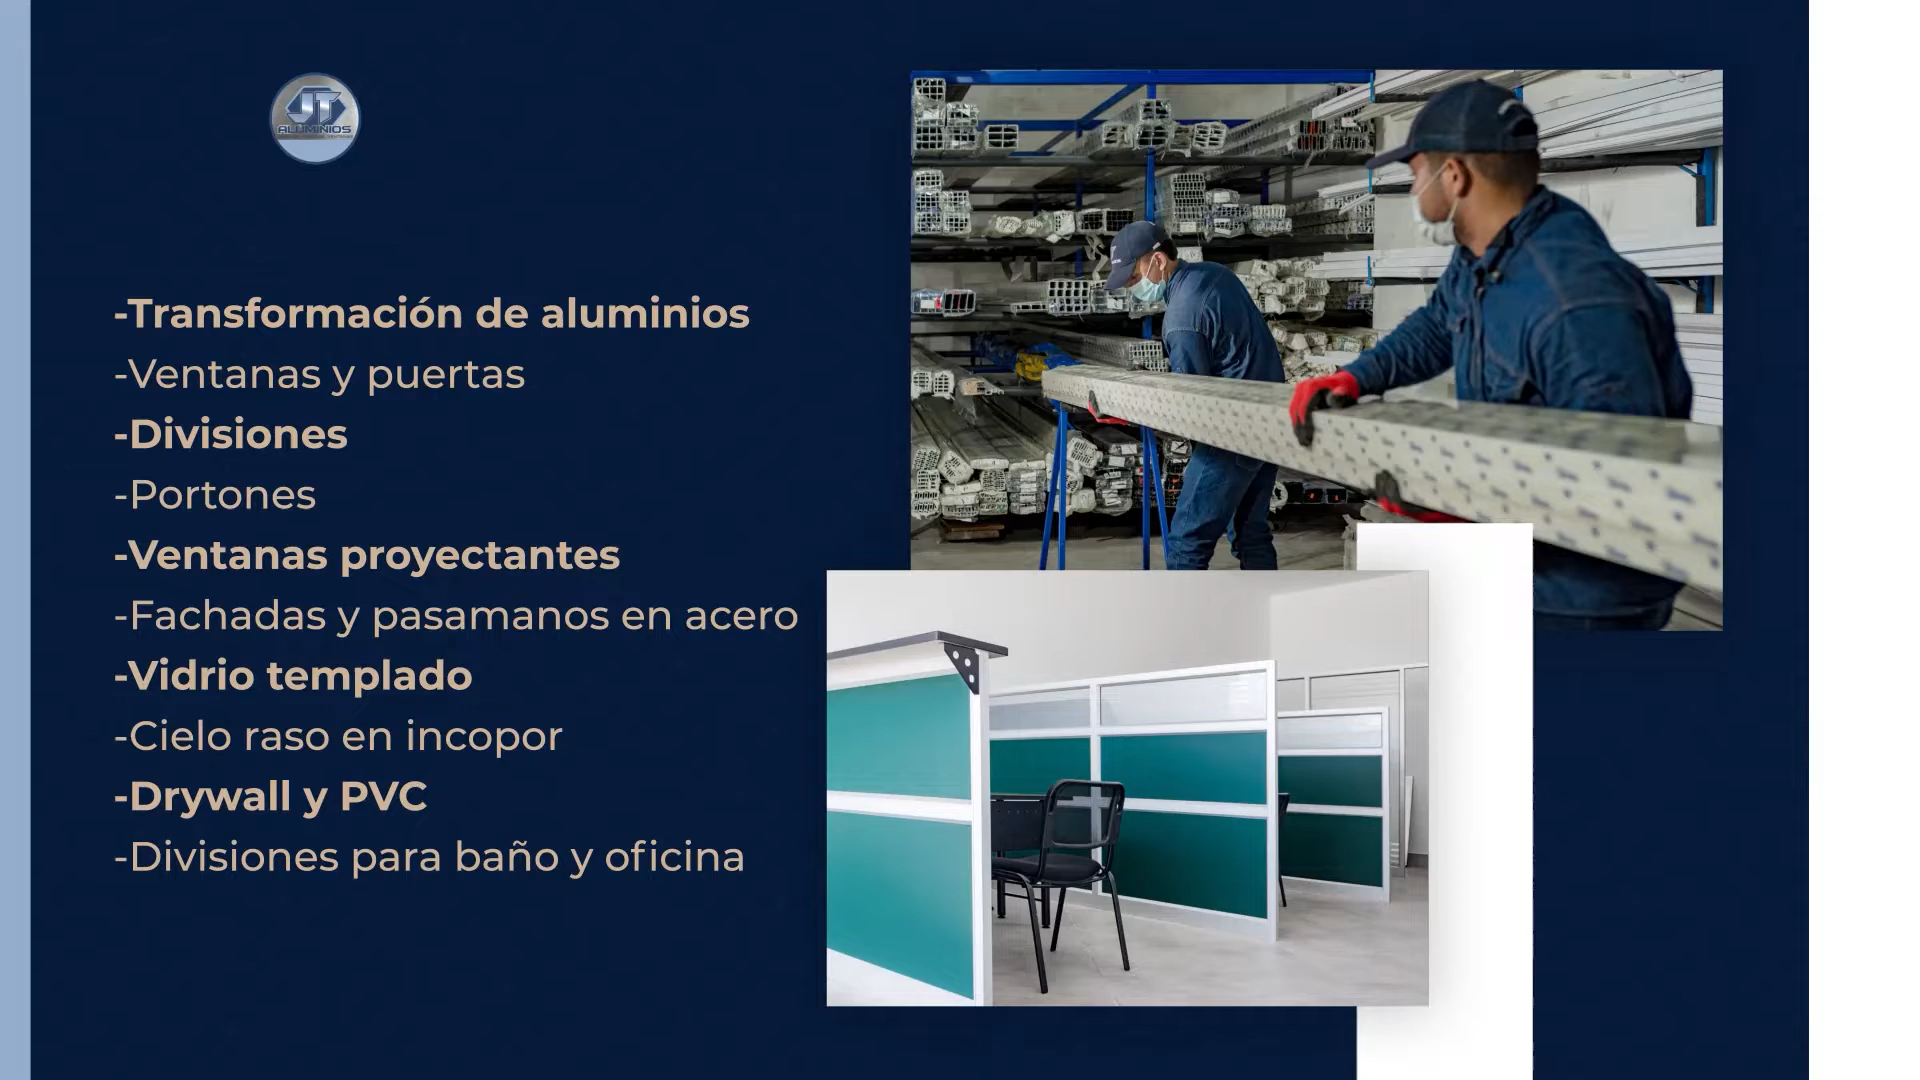 JT
ALUMINIOS
-Transformación de aluminios
-Ventanas y puertas
-Divisiones
-Portones
-Ventanas proyectantes
-Fachadas y pasamanos en acero
-Vidrio templado
-Cielo raso en incopor
-Drywall y PVC
-Divisiones para baño y oficina